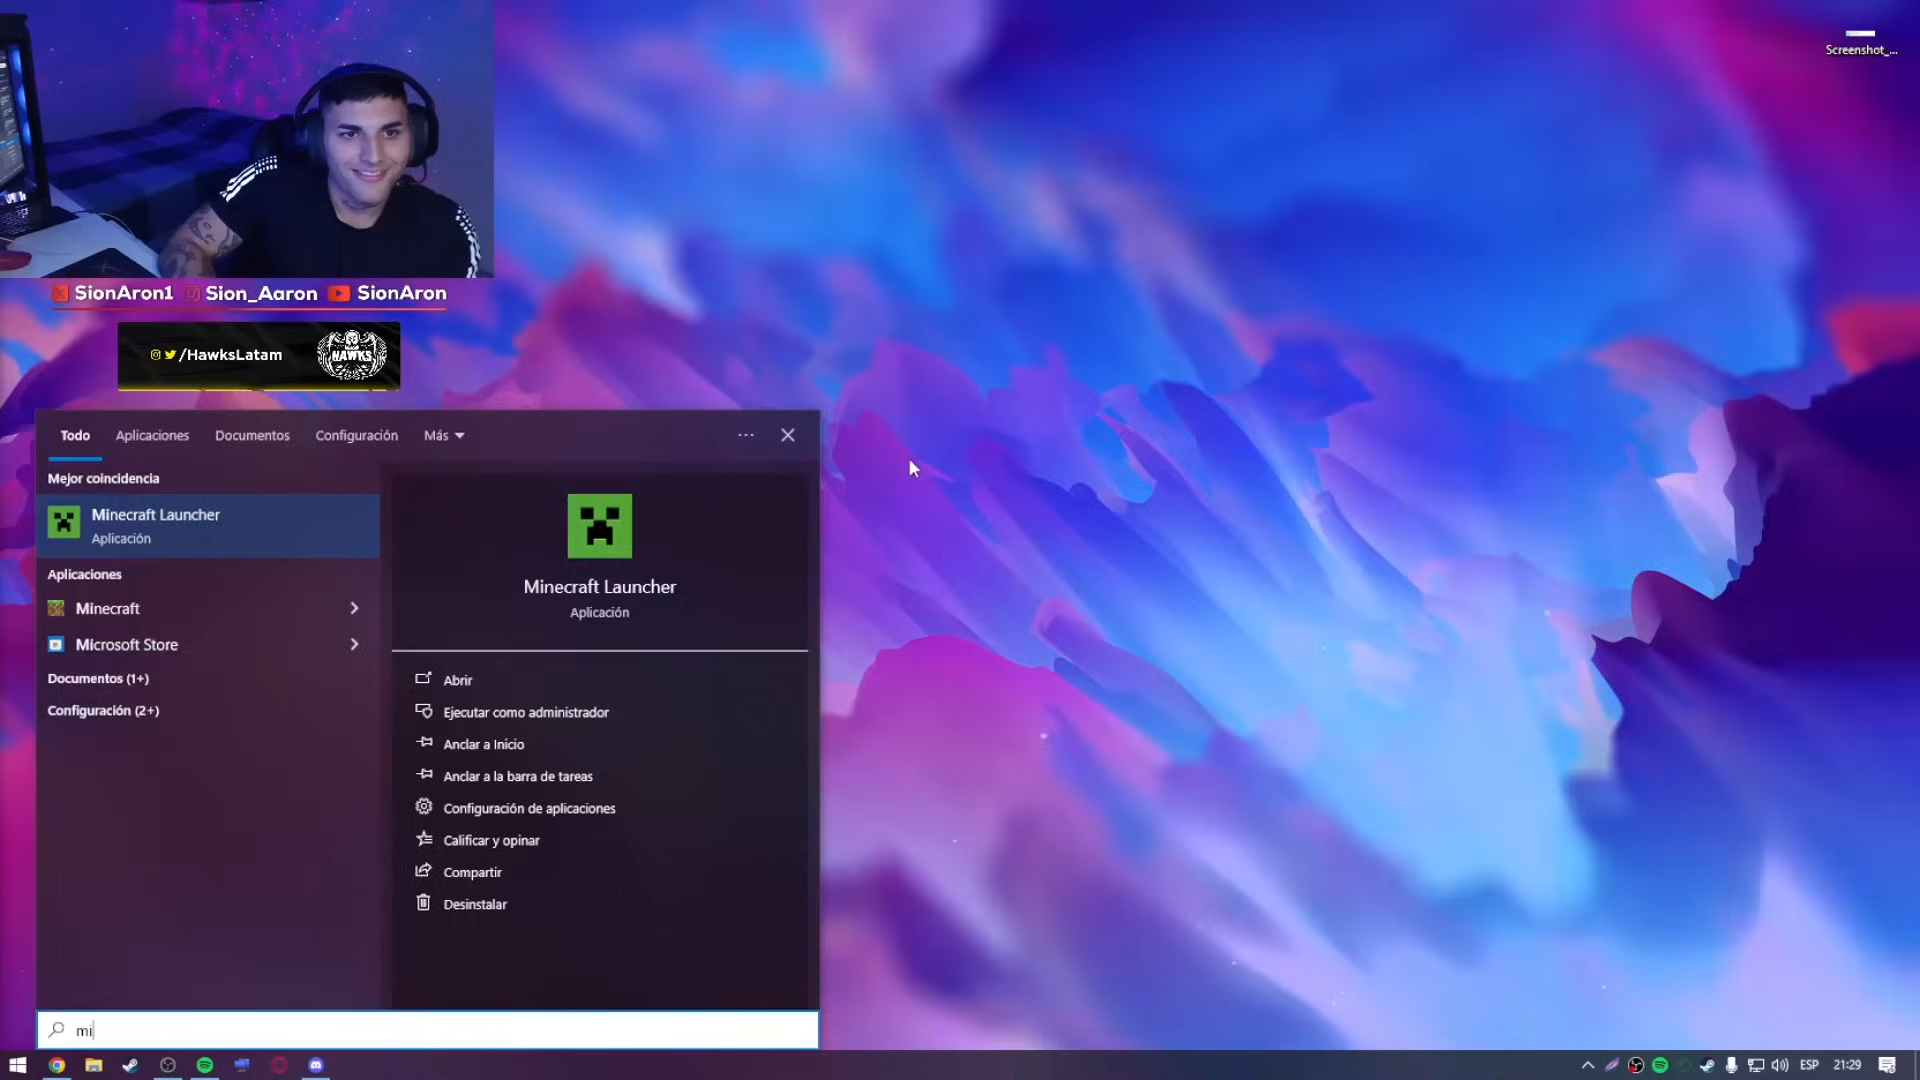 Screenshot_...
SionAron1 Sion_Aaron SionAron
/HawksLatam HAWKS
Todo Aplicaciones Documentos Configuración Más
Mejor coincidencia
Minecraft Launcher
Aplicación
Aplicaciones
Minecraft
Microsoft Store
Documentos (1+)
Configuración (2+)
Minecraft Launcher
Aplicación
Abrir
Ejecutar como administrador
Anclar a Inicio
Anclar a la barra de tareas
Configuración de aplicaciones
Calificar y opinar
Compartir
Desinstalar
mi
ESP 21:29